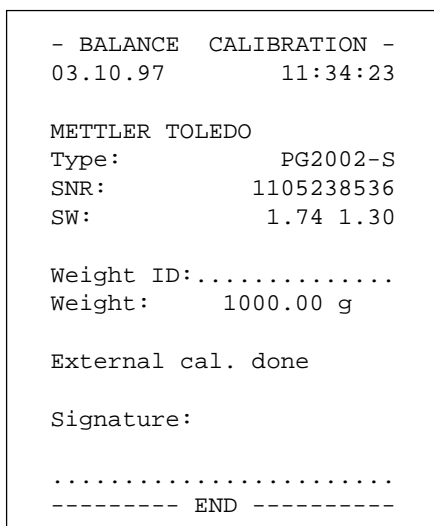 - BALANCE  CALIBRATION -
03.10.97        11:34:23
METTLER TOLEDO
Type:           PG2002-S
SNR:          1105238536
SW:            1.74 1.30
Weight ID:..............
Weight:     1000.00 g
External cal. done
Signature:
........................
--------- END ----------